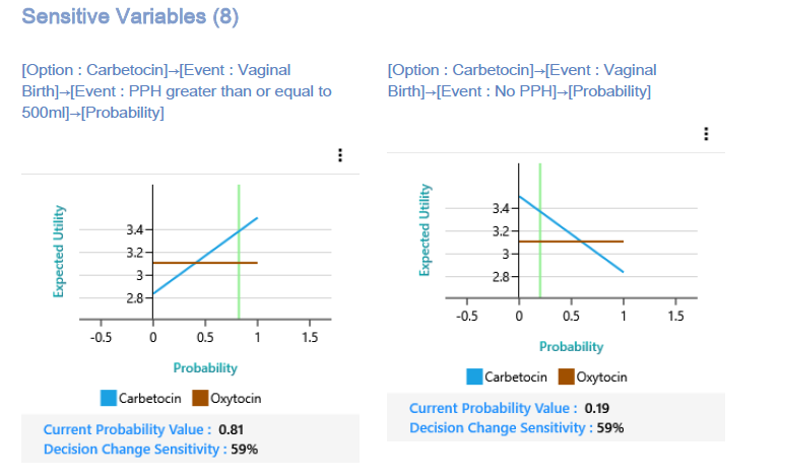 Sensitive Variables (8)
[Option : Carbetocin]→[Event : Vaginal
Birth]→[Event : PPH greater than or equal to
500ml]→[Probability]
Expected Utility
3.4
3.2
3
2.8
-0.5 0 0.5 1 1.5
Probability
Carbetocin Oxytocin
Current Probability Value : 0.81
Decision Change Sensitivity : 59%
[Option : Carbetocin]→[Event : Vaginal
Birth]→[Event : No PPH]→[Probability]
Expected Utility
3.4
3.2
3
2.8
-0.5 0 0.5 1 1.5
Probability
Carbetocin Oxytocin
Current Probability Value : 0.19
Decision Change Sensitivity : 59%